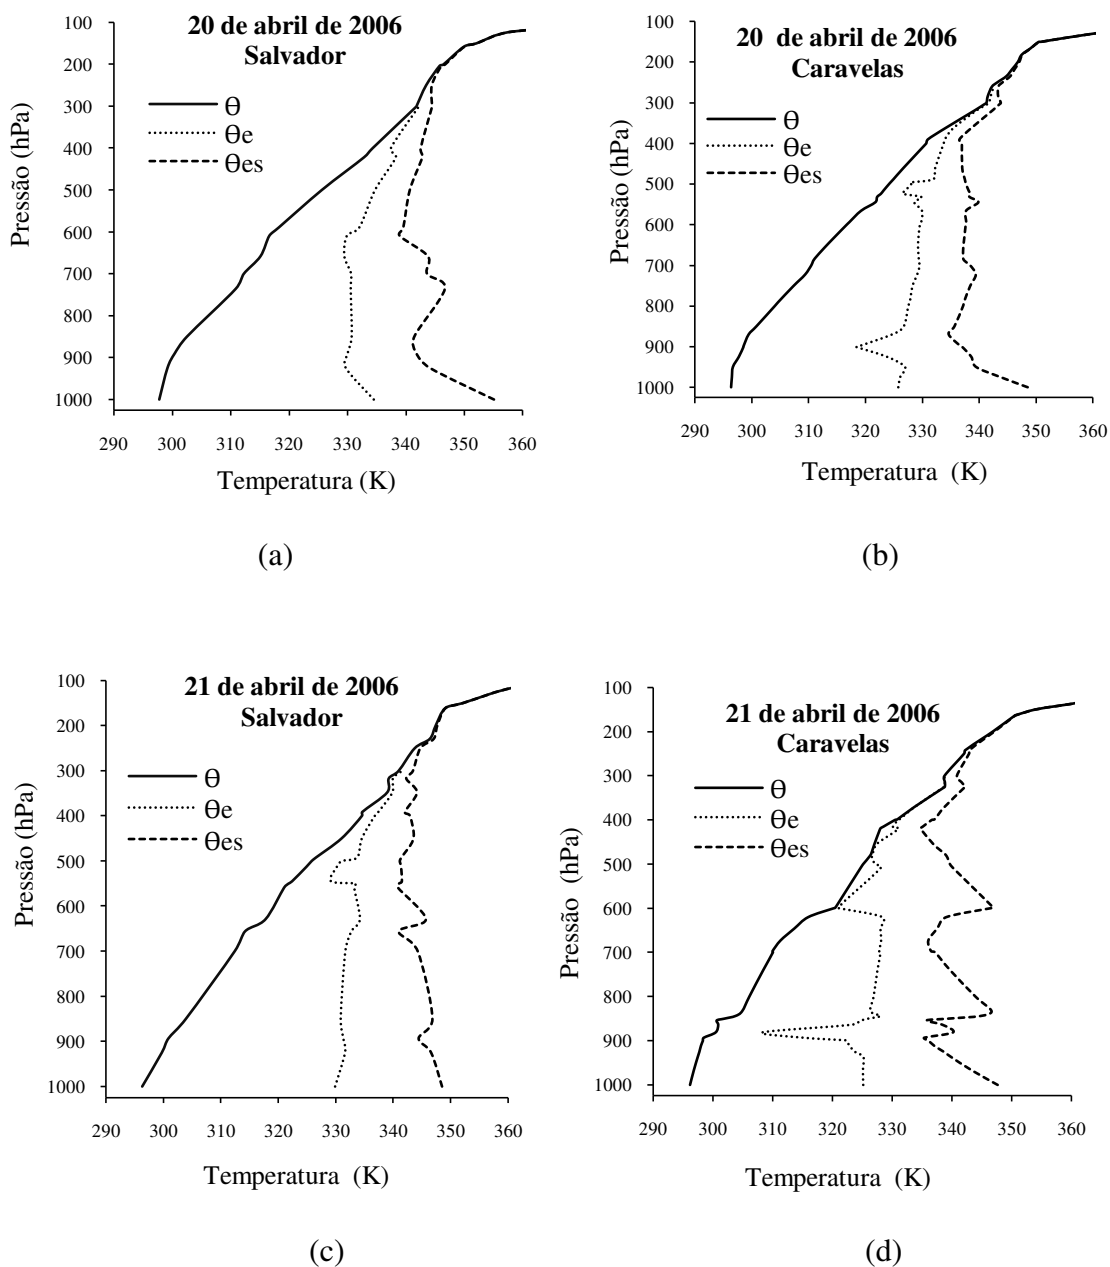 20 de abril de 2006
Salvador
Pressão (hPa)
100
200
300
400
500
600
700
800
900
1000
Θ
Θe
Θes
290 300 310 320 330 340 350 360
Temperatura (K)
(a)
20 de abril de 2006
Caravelas
Pressão (hPa)
100
200
300
400
500
600
700
800
900
1000
Θ
Θe
Θes
290 300 310 320 330 340 350 360
Temperatura (K)
(b)
21 de abril de 2006
Salvador
Pressão (hPa)
100
200
300
400
500
600
700
800
900
1000
Θ
Θe
Θes
290 300 310 320 330 340 350 360
Temperatura (K)
(c)
21 de abril de 2006
Caravelas
Pressão (hPa)
100
200
300
400
500
600
700
800
900
1000
Θ
Θe
Θes
290 300 310 320 330 340 350 360
Temperatura (K)
(d)